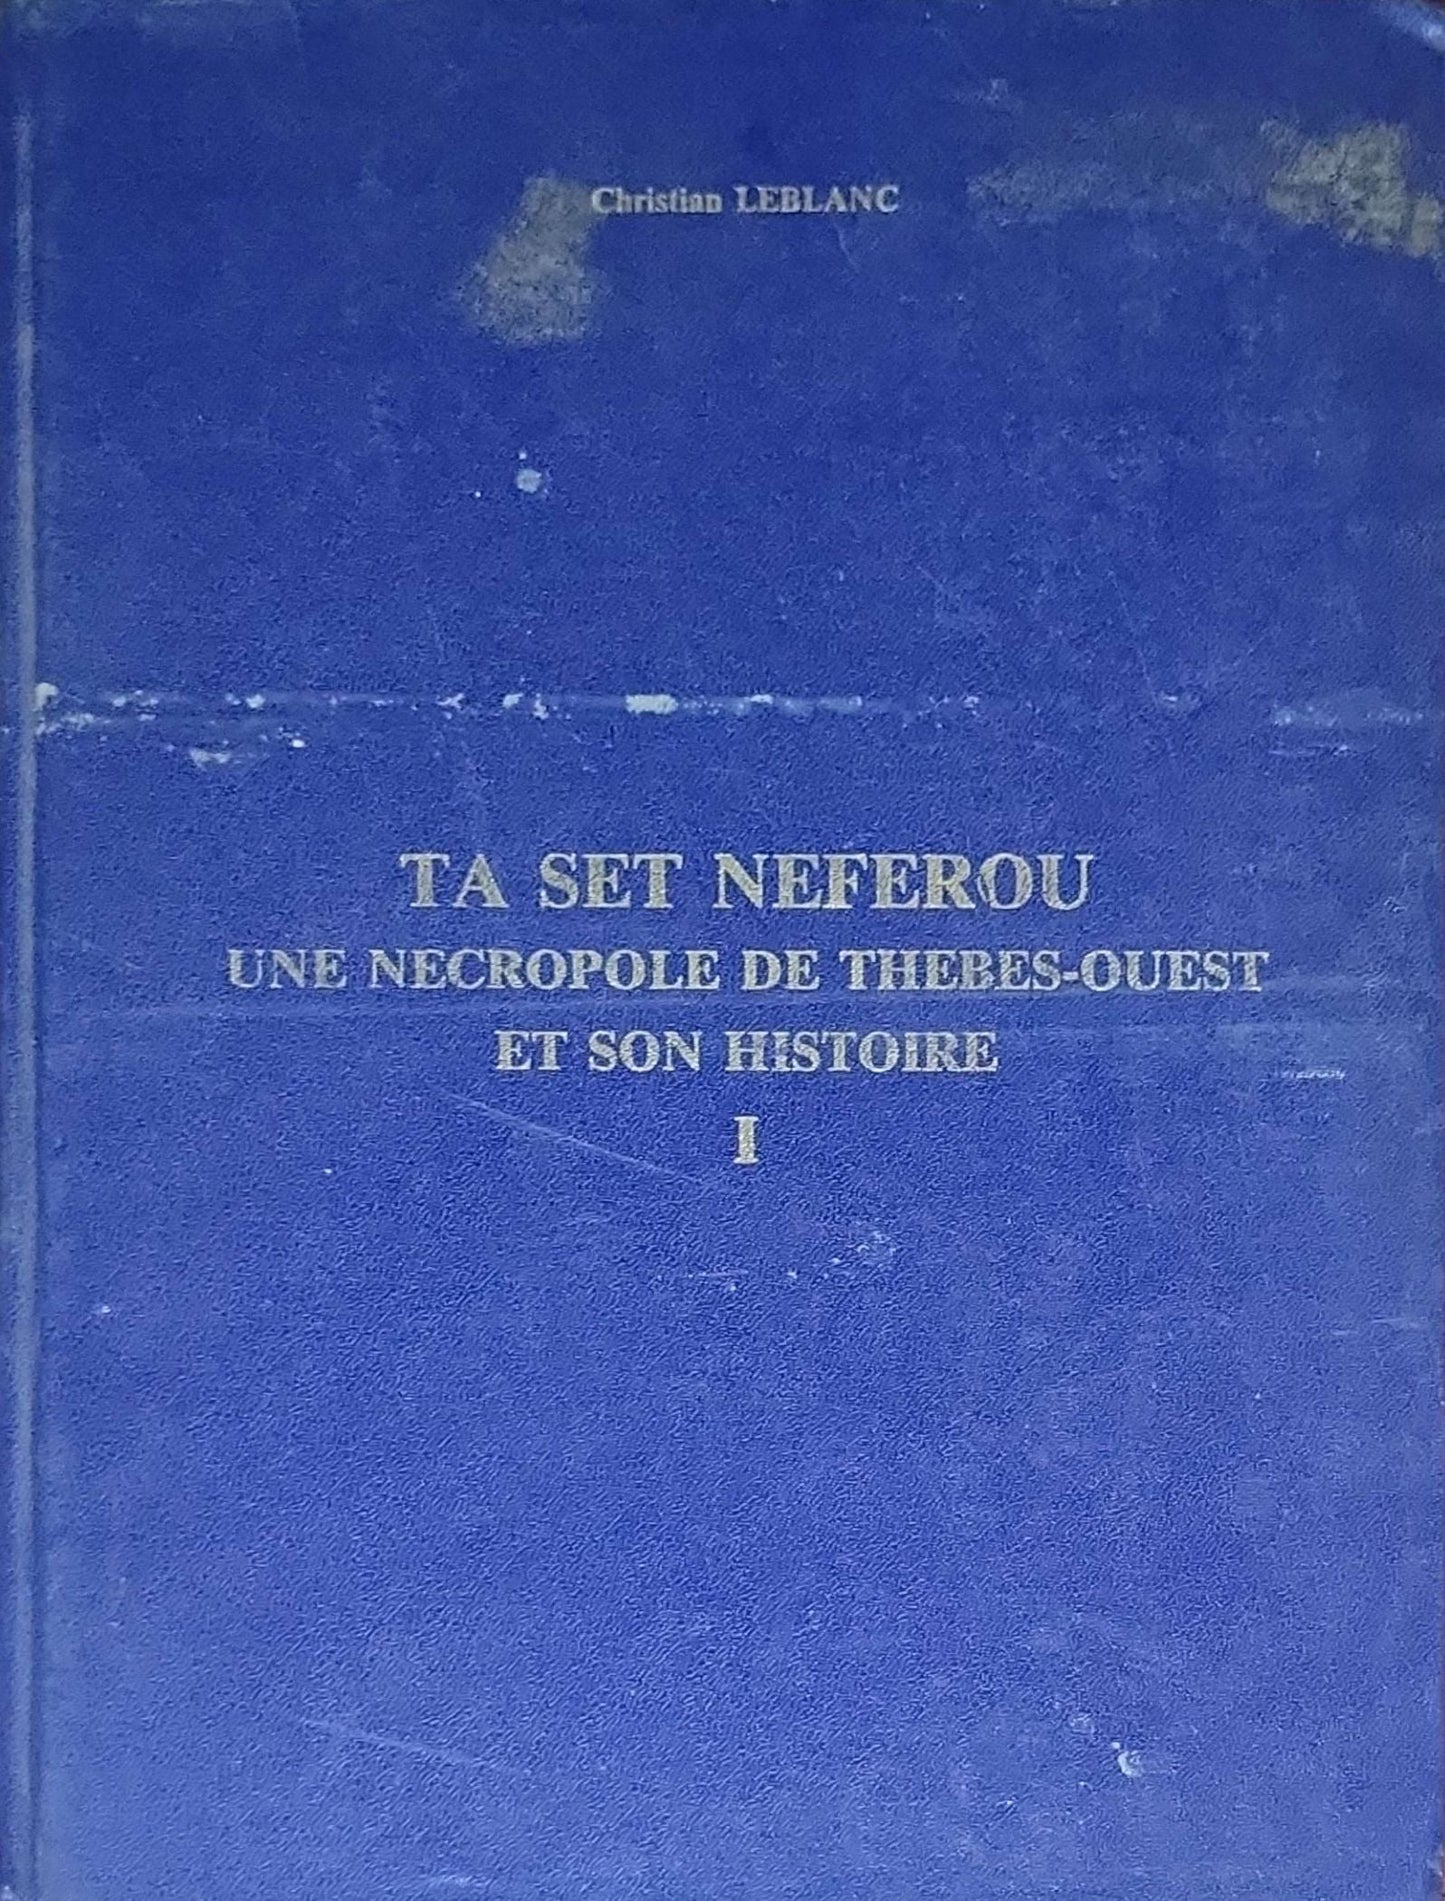 Christian LEBLANC
TA SET NEFEROU
UNE NECROPOLE DE THEBES-OUEST
ET SON HISTOIRE
I